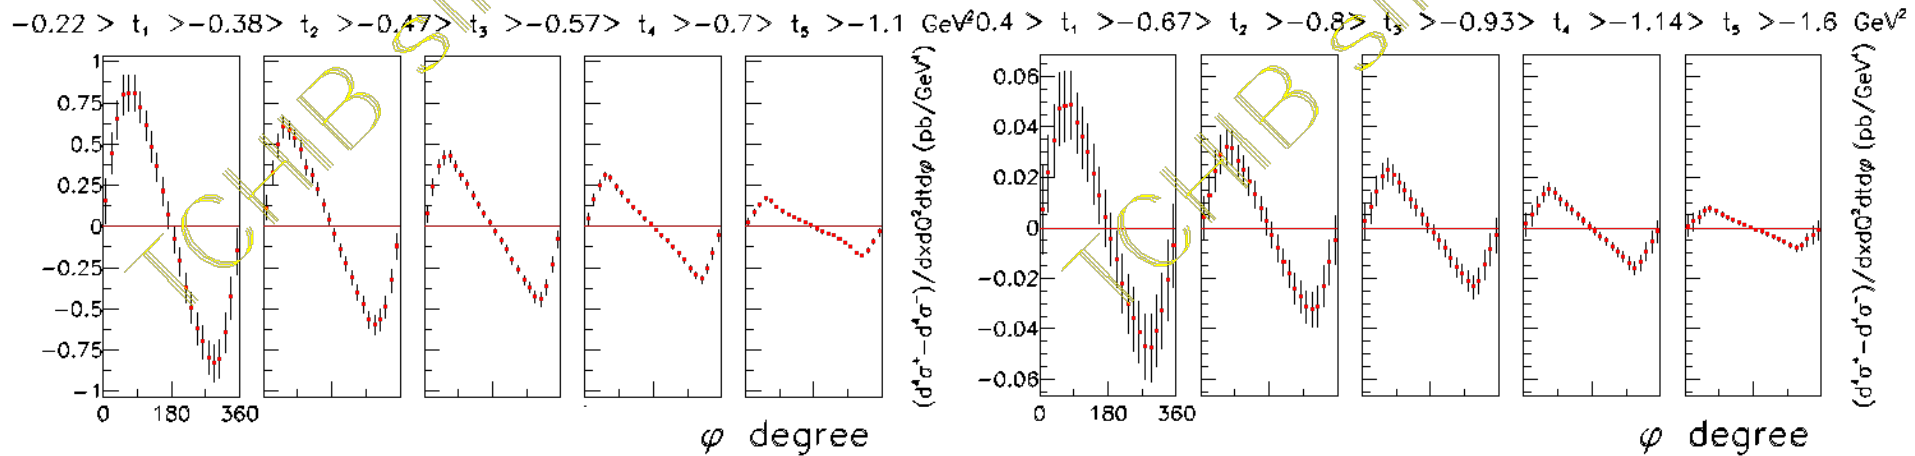 −0.22 > t₁ >−0.38> t₂ >−0.47> t₃ >−0.57> t₄ >−0.7> t₅ >−1.1 GeV²
0.4 > t₁ >−0.67> t₂ >−0.8> t₃ >−0.93> t₄ >−1.14> t₅ >−1.6 GeV²
1
0.75
0.5
0.25
0
−0.25
−0.5
−0.75
−1
0 180 360
φ degree
(d⁴σ⁺−d⁴σ⁻)/dxdQ²dtdφ (pb/GeV⁴)
0.06
0.04
0.02
0
−0.02
−0.04
−0.06
0 180 360
φ degree
(d⁴σ⁺−d⁴σ⁻)/dxdQ²dtdφ (pb/GeV⁴)
TCHIB
TCHIB